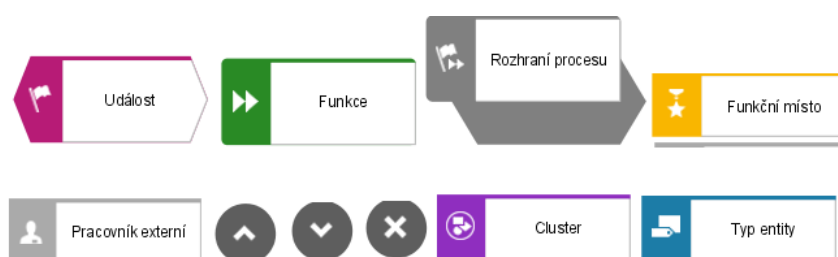 Událost
Funkce
Rozhraní procesu
Funkční místo
Pracovník externí
Cluster
Typ entity